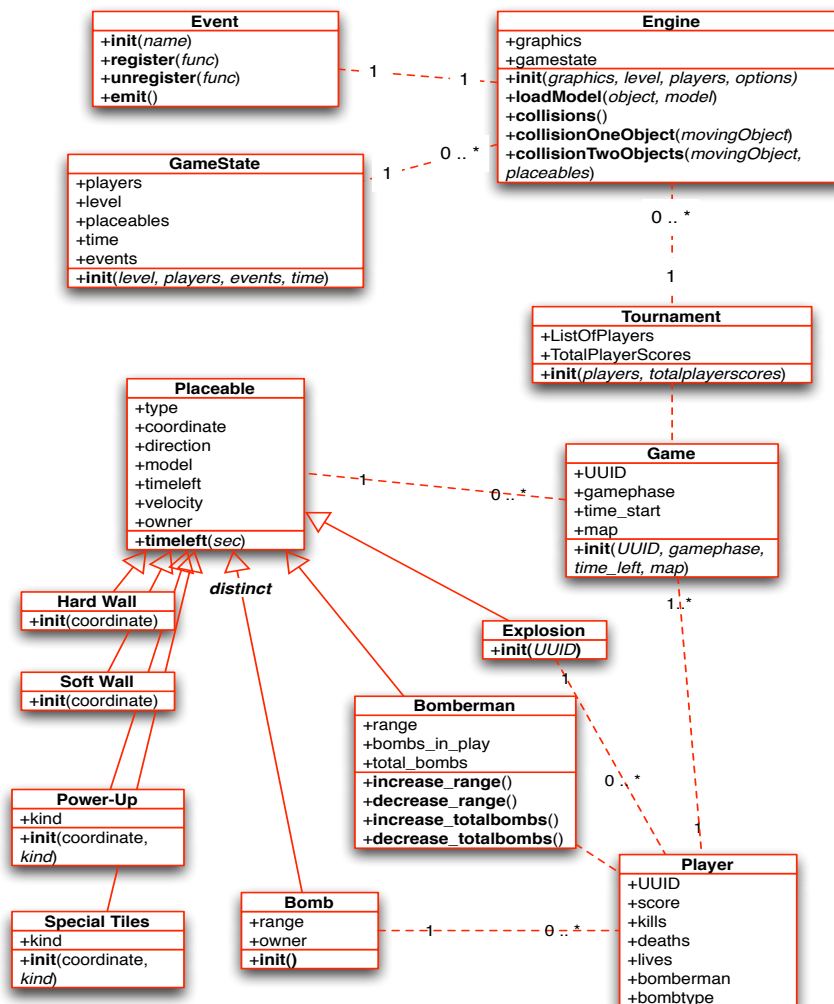 Event
+init(name)
+register(func)
+unregister(func)
+emit()
Engine
+graphics
+gamestate
+init(graphics, level, players, options)
+loadModel(object, model)
+collisions()
+collisionOneObject(movingObject)
+collisionTwoObjects(movingObject,
placeables)
1
1
GameState
+players
+level
+placeables
+time
+events
+init(level, players, events, time)
1
0 .. *
0 .. *
1
Tournament
+ListOfPlayers
+TotalPlayerScores
+init(players, totalplayerscores)
Placeable
+type
+coordinate
+direction
+model
+timeleft
+velocity
+owner
+timeleft(sec)
1
0 .. *
Game
+UUID
+gamephase
+time_start
+map
+init(UUID, gamephase,
time_left, map)
distinct
Hard Wall
+init(coordinate)
1..*
Explosion
+init(UUID)
1
Soft Wall
+init(coordinate)
Bomberman
+range
+bombs_in_play
+total_bombs
+increase_range()
+decrease_range()
+increase_totalbombs()
+decrease_totalbombs()
0 .. *
1
Power-Up
+kind
+init(coordinate,
kind)
Player
+UUID
+score
+kills
+deaths
+lives
+bomberman
+bombtype
Special Tiles
+kind
+init(coordinate,
kind)
Bomb
+range
+owner
+init()
1
0 .. *